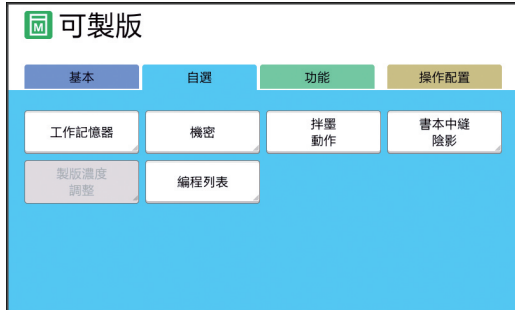 M 可製版
基本 自選 功能 操作配置
工作記憶器 機密 拌墨 書本中縫
動作 陰影
製版濃度 编程列表
調整